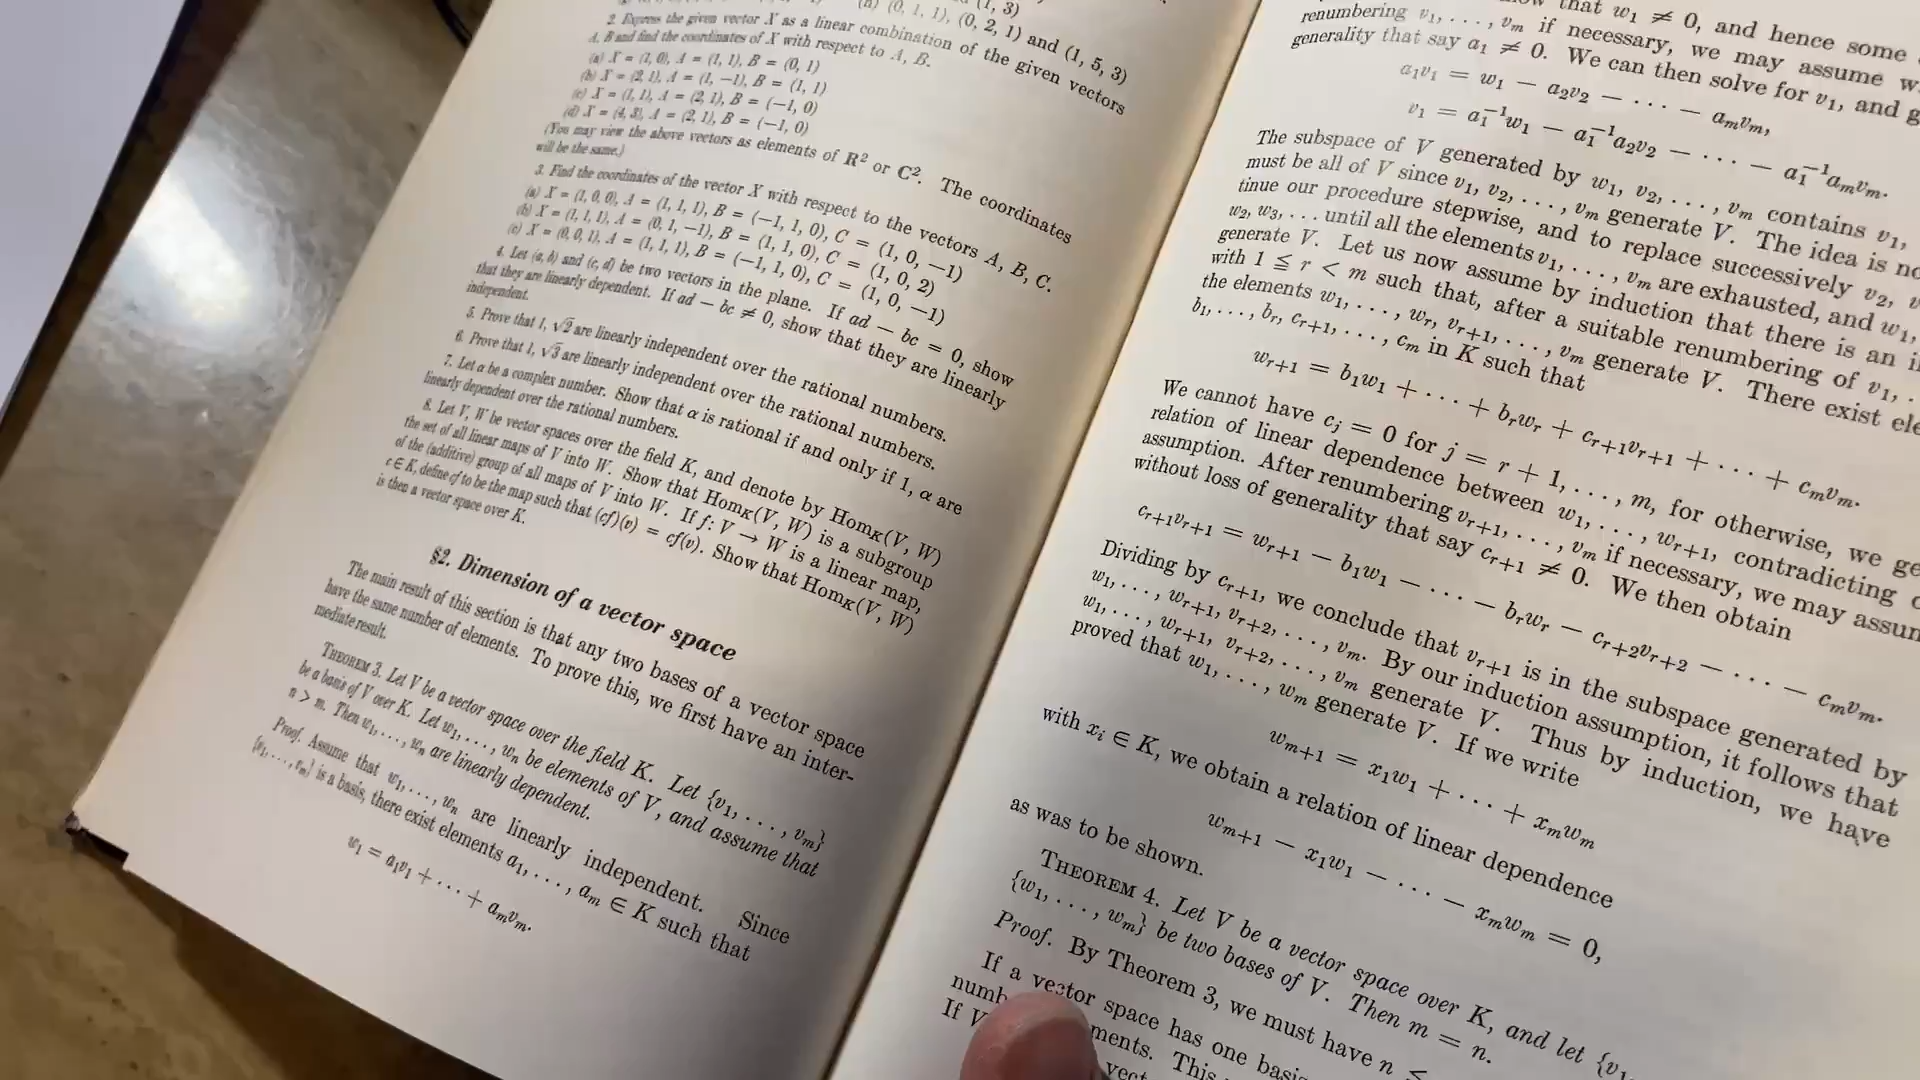 (1, 3)
(h) (0, 1, 1), (0, 2, 1) and (1, 5, 3)
2. Express the given vector X as a linear combination of the given vectors
A, B and find the coordinates of X with respect to A, B.
(a) X = (1, 0), A = (1, 1), B = (0, 1)
(b) X = (2, 1), A = (1, −1), B = (1, 1)
(c) X = (1, 1), A = (2, 1), B = (−1, 0)
(d) X = (4, 3), A = (2, 1), B = (−1, 0)
(You may view the above vectors as elements of R² or C². The coordinates
will be the same.)
3. Find the coordinates of the vector X with respect to the vectors A, B, C.
(a) X = (1, 0, 0), A = (1, 1, 1), B = (−1, 1, 0), C = (1, 0, −1)
(b) X = (1, 1, 1), A = (0, 1, −1), B = (1, 1, 0), C = (1, 0, 2)
(c) X = (0, 0, 1), A = (1, 1, 1), B = (−1, 1, 0), C = (1, 0, −1)
4. Let (a, b) and (c, d) be two vectors in the plane. If ad − bc = 0, show
that they are linearly dependent. If ad − bc ≠ 0, show that they are linearly
independent.
5. Prove that 1, √2 are linearly independent over the rational numbers.
6. Prove that 1, √3 are linearly independent over the rational numbers.
7. Let α be a complex number. Show that α is rational if and only if 1, α are
linearly dependent over the rational numbers.
8. Let V, W be vector spaces over the field K, and denote by Hom_K(V, W)
the set of all linear maps of V into W. Show that Hom_K(V, W) is a subgroup
of the (additive) group of all maps of V into W. If f: V → W is a linear map,
c ∈ K, define cf to be the map such that (cf)(v) = cf(v). Show that Hom_K(V, W)
is then a vector space over K.
§2. Dimension of a vector space
The main result of this section is that any two bases of a vector space
have the same number of elements. To prove this, we first have an inter-
mediate result.
THEOREM 3. Let V be a vector space over the field K. Let {v₁, . . . , vₘ}
be a basis of V over K. Let w₁, . . . , wₙ be elements of V, and assume that
n > m. Then w₁, . . . , wₙ are linearly dependent.
Proof. Assume that w₁, . . . , wₙ are linearly independent. Since
{v₁, . . . , vₘ} is a basis, there exist elements a₁, . . . , aₘ ∈ K such that
w₁ = a₁v₁ + · · · + aₘvₘ.
that w₁ ≠ 0, and hence some
renumbering v₁, . . . , vₘ if necessary, we may assume
generality that say a₁ ≠ 0. We can then solve for v₁, and
a₁v₁ = w₁ − a₂v₂ − · · · − aₘvₘ,
v₁ = a₁⁻¹w₁ − a₁⁻¹a₂v₂ − · · · − a₁⁻¹aₘvₘ.
The subspace of V generated by w₁, v₂, . . . , vₘ contains v₁,
must be all of V since v₁, v₂, . . . , vₘ generate V. The idea is
tinue our procedure stepwise, and to replace successively v₂,
w₂, w₃, . . . until all the elements v₁, . . . , vₘ are exhausted, and w₁,
generate V. Let us now assume by induction that there is an
with 1 ≦ r < m such that, after a suitable renumbering of v₁,
the elements w₁, . . . , wᵣ, vᵣ₊₁, . . . , vₘ generate V. There exist
b₁, . . . , bᵣ, cᵣ₊₁, . . . , cₘ in K such that
wᵣ₊₁ = b₁w₁ + · · · + bᵣwᵣ + cᵣ₊₁vᵣ₊₁ + · · · + cₘvₘ.
We cannot have cⱼ = 0 for j = r + 1, . . . , m, for otherwise, we
relation of linear dependence between w₁, . . . , wᵣ₊₁, contradicting
assumption. After renumbering vᵣ₊₁, . . . , vₘ if necessary, we may
without loss of generality that say cᵣ₊₁ ≠ 0. We then obtain
cᵣ₊₁vᵣ₊₁ = wᵣ₊₁ − b₁w₁ − · · · − bᵣwᵣ − cᵣ₊₂vᵣ₊₂ − · · · − cₘvₘ.
Dividing by cᵣ₊₁, we conclude that vᵣ₊₁ is in the subspace generated by
w₁, . . . , wᵣ₊₁, vᵣ₊₂, . . . , vₘ. By our induction assumption, it follows that
w₁, . . . , wᵣ₊₁, vᵣ₊₂, . . . , vₘ generate V. Thus by induction, we have
proved that w₁, . . . , wₘ generate V. If we write
wₘ₊₁ = x₁w₁ + · · · + xₘwₘ
with xᵢ ∈ K, we obtain a relation of linear dependence
wₘ₊₁ − x₁w₁ − · · · − xₘwₘ = 0,
as was to be shown.
THEOREM 4. Let V be a vector space over K, and let {v₁
{w₁, . . . , wₘ} be two bases of V. Then m = n.
Proof. By Theorem 3, we must have n ≤
If a vector space has one basis
If V